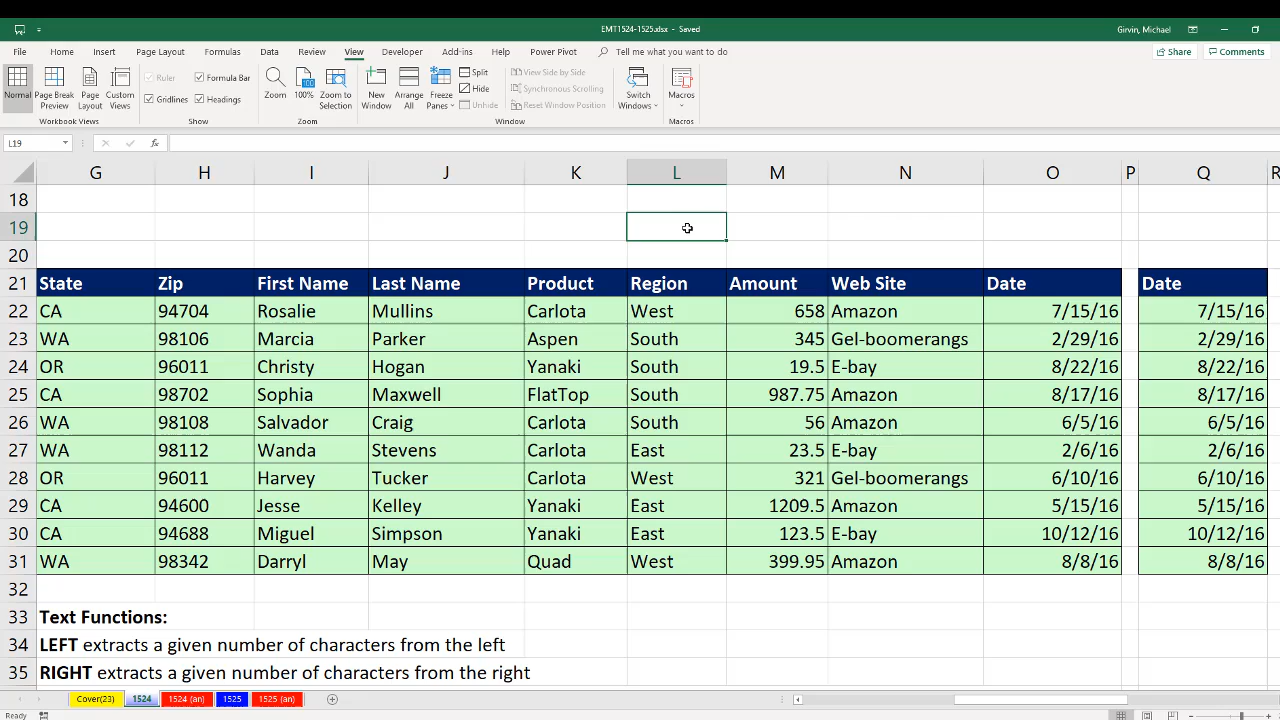 EMT1524-1525.xlsx - Saved
Girvin, Michael
File Home Insert Page Layout Formulas Data Review View Developer Add-ins Help Power Pivot Tell me what you want to do Share Comments
Normal Page Break Preview Page Layout Custom Views
Workbook Views
Ruler Formula Bar
Gridlines Headings
Show
Zoom 100% Zoom to Selection
Zoom
New Window Arrange All Freeze Panes
Split View Side by Side
Hide Synchronous Scrolling
Unhide Reset Window Position
Window
Switch Windows
Macros
Macros
L19 fx
G H I J K L M N O P Q R
18
19
20
21 State Zip First Name Last Name Product Region Amount Web Site Date Date
22 CA 94704 Rosalie Mullins Carlota West 658 Amazon 7/15/16 7/15/16
23 WA 98106 Marcia Parker Aspen South 345 Gel-boomerangs 2/29/16 2/29/16
24 OR 96011 Christy Hogan Yanaki South 19.5 E-bay 8/22/16 8/22/16
25 CA 98702 Sophia Maxwell FlatTop South 987.75 Amazon 8/17/16 8/17/16
26 WA 98108 Salvador Craig Carlota South 56 Amazon 6/5/16 6/5/16
27 WA 98112 Wanda Stevens Carlota East 23.5 E-bay 2/6/16 2/6/16
28 OR 96011 Harvey Tucker Carlota West 321 Gel-boomerangs 6/10/16 6/10/16
29 CA 94600 Jesse Kelley Yanaki East 1209.5 Amazon 5/15/16 5/15/16
30 CA 94688 Miguel Simpson Yanaki East 123.5 E-bay 10/12/16 10/12/16
31 WA 98342 Darryl May Quad West 399.95 Amazon 8/8/16 8/8/16
32
33 Text Functions:
34 LEFT extracts a given number of characters from the left
35 RIGHT extracts a given number of characters from the right
Cover(23) 1524 1524 (an) 1525 1525 (an)
Ready